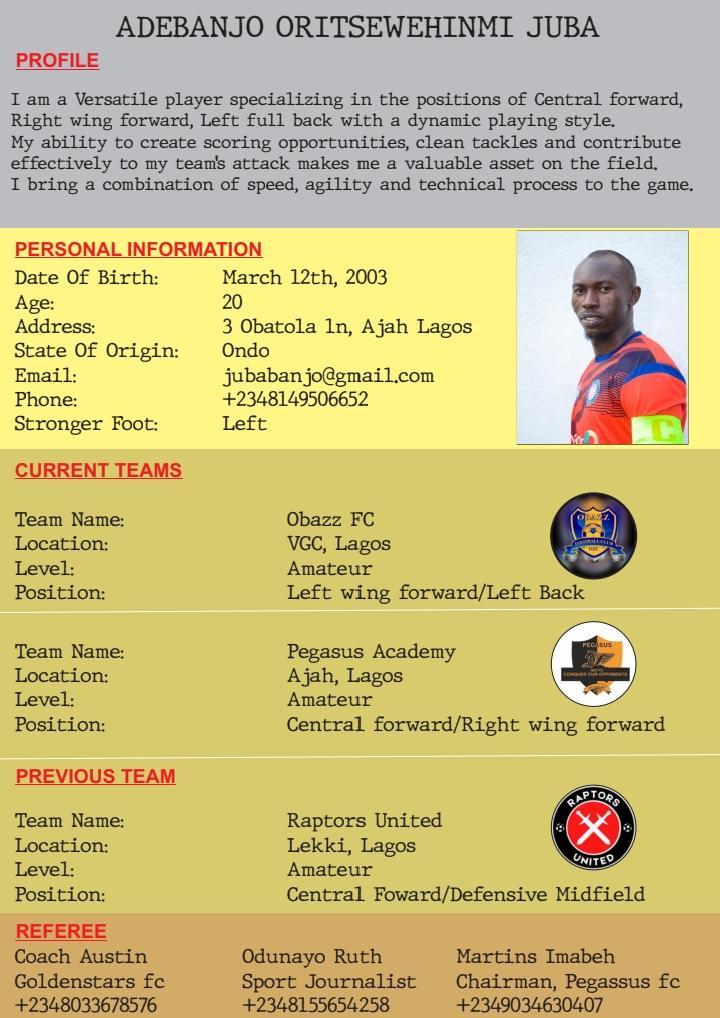 ADEBANJO ORITSEWEHINMI JUBA
PROFILE
I am a Versatile player specializing in the positions of Central forward,
Right wing forward, Left full back with a dynamic playing style.
My ability to create scoring opportunities, clean tackles and contribute
effectively to my team's attack makes me a valuable asset on the field.
I bring a combination of speed, agility and technical process to the game.
PERSONAL INFORMATION
Date Of Birth: March 12th, 2003
Age: 20
Address: 3 Obatola ln, Ajah Lagos
State Of Origin: Ondo
Email: jubabanjo@gmail.com
Phone: +2348149506652
Stronger Foot: Left
C
CURRENT TEAMS
Team Name: Obazz FC
Location: VGC, Lagos
Level: Amateur
Position: Left wing forward/Left Back
OBAZZ
FOOTBALL CLUB
Team Name: Pegasus Academy
Location: Ajah, Lagos
Level: Amateur
Position: Central forward/Right wing forward
PEGASUS
MOTTO
CONQUER OUR OPPONENTS
PREVIOUS TEAM
Team Name: Raptors United
Location: Lekki, Lagos
Level: Amateur
Position: Central Foward/Defensive Midfield
RAPTORS
UNITED
REFEREE
Coach Austin Odunayo Ruth Martins Imabeh
Goldenstars fc Sport Journalist Chairman, Pegassus fc
+2348033678576 +2348155654258 +2349034630407